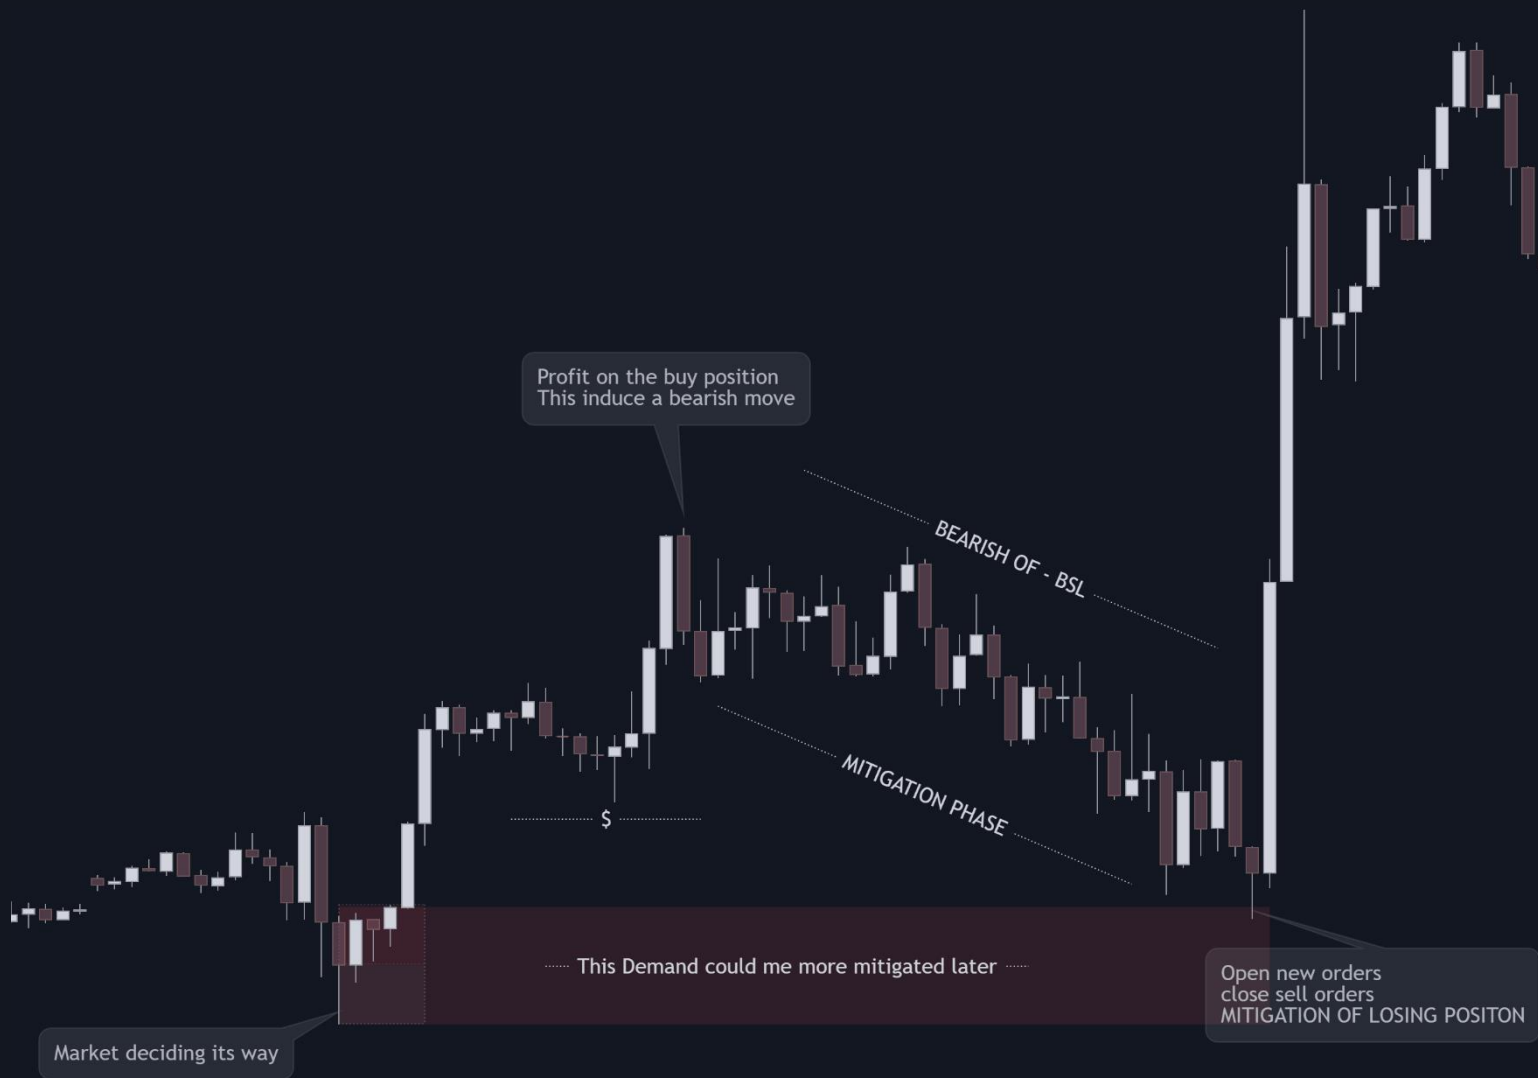 Profit on the buy position
This induce a bearish move
BEARISH OF - BSL
MITIGATION PHASE
$
This Demand could me more mitigated later
Open new orders
close sell orders
MITIGATION OF LOSING POSITON
Market deciding its way